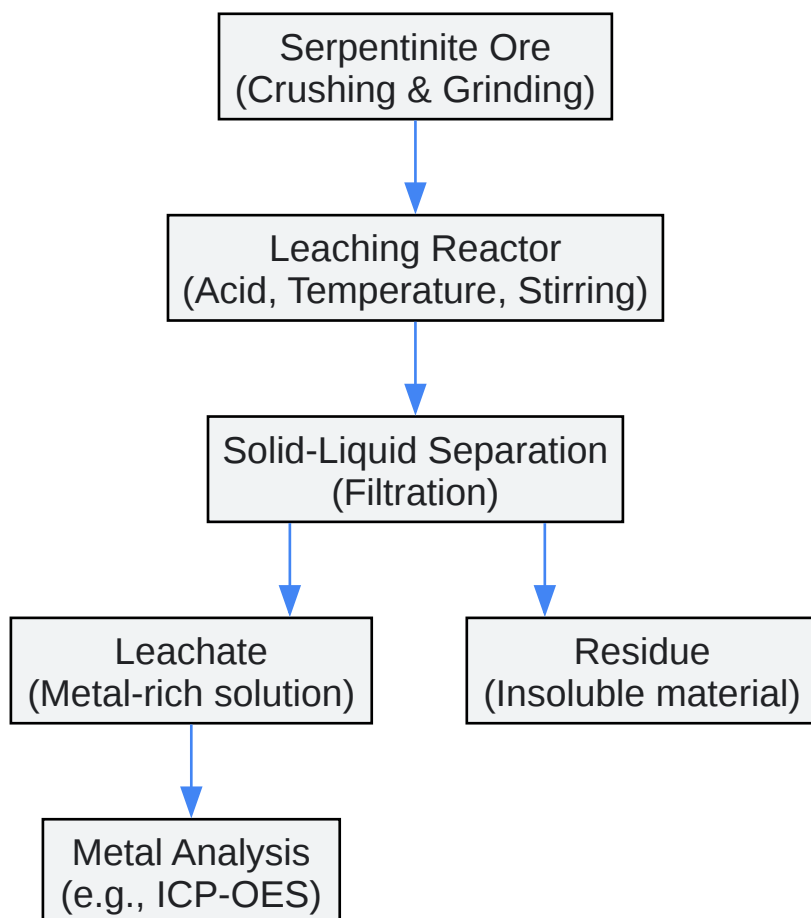 Serpentinite Ore
(Crushing & Grinding)
Leaching Reactor
(Acid, Temperature, Stirring)
Solid-Liquid Separation
(Filtration)
Leachate
(Metal-rich solution)
Residue
(Insoluble material)
Metal Analysis
(e.g., ICP-OES)